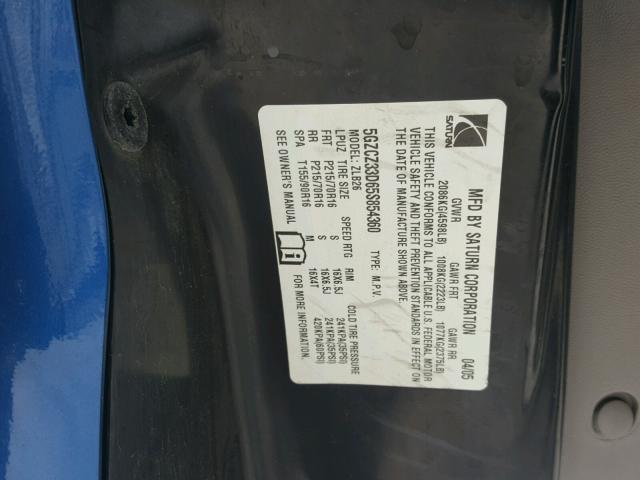 SATURN
MFD BY SATURN CORPORATION 04/05
GVWR GAWR FRT GAWR RR
2086KG(4598LB) 1008KG(2223LB) 1077KG(2375LB)
THIS VEHICLE CONFORMS TO ALL APPLICABLE U.S. FEDERAL MOTOR
VEHICLE SAFETY AND THEFT PREVENTION STANDARDS IN EFFECT ON
THE DATE OF MANUFACTURE SHOWN ABOVE.
5GZCZ33D65S854360 TYPE: M.P.V.
MODEL: ZLB26
LPUZ TIRE SIZE SPEED RTG RIM COLD TIRE PRESSURE
FRT P215/70R16 S 16X6.5J 241KPA(35PSI)
RR P215/70R16 S 16X6.5J 241KPA(35PSI)
SPA T155/90R16 M 16X4T 420KPA(60PSI)
SEE OWNER'S MANUAL FOR MORE INFORMATION.